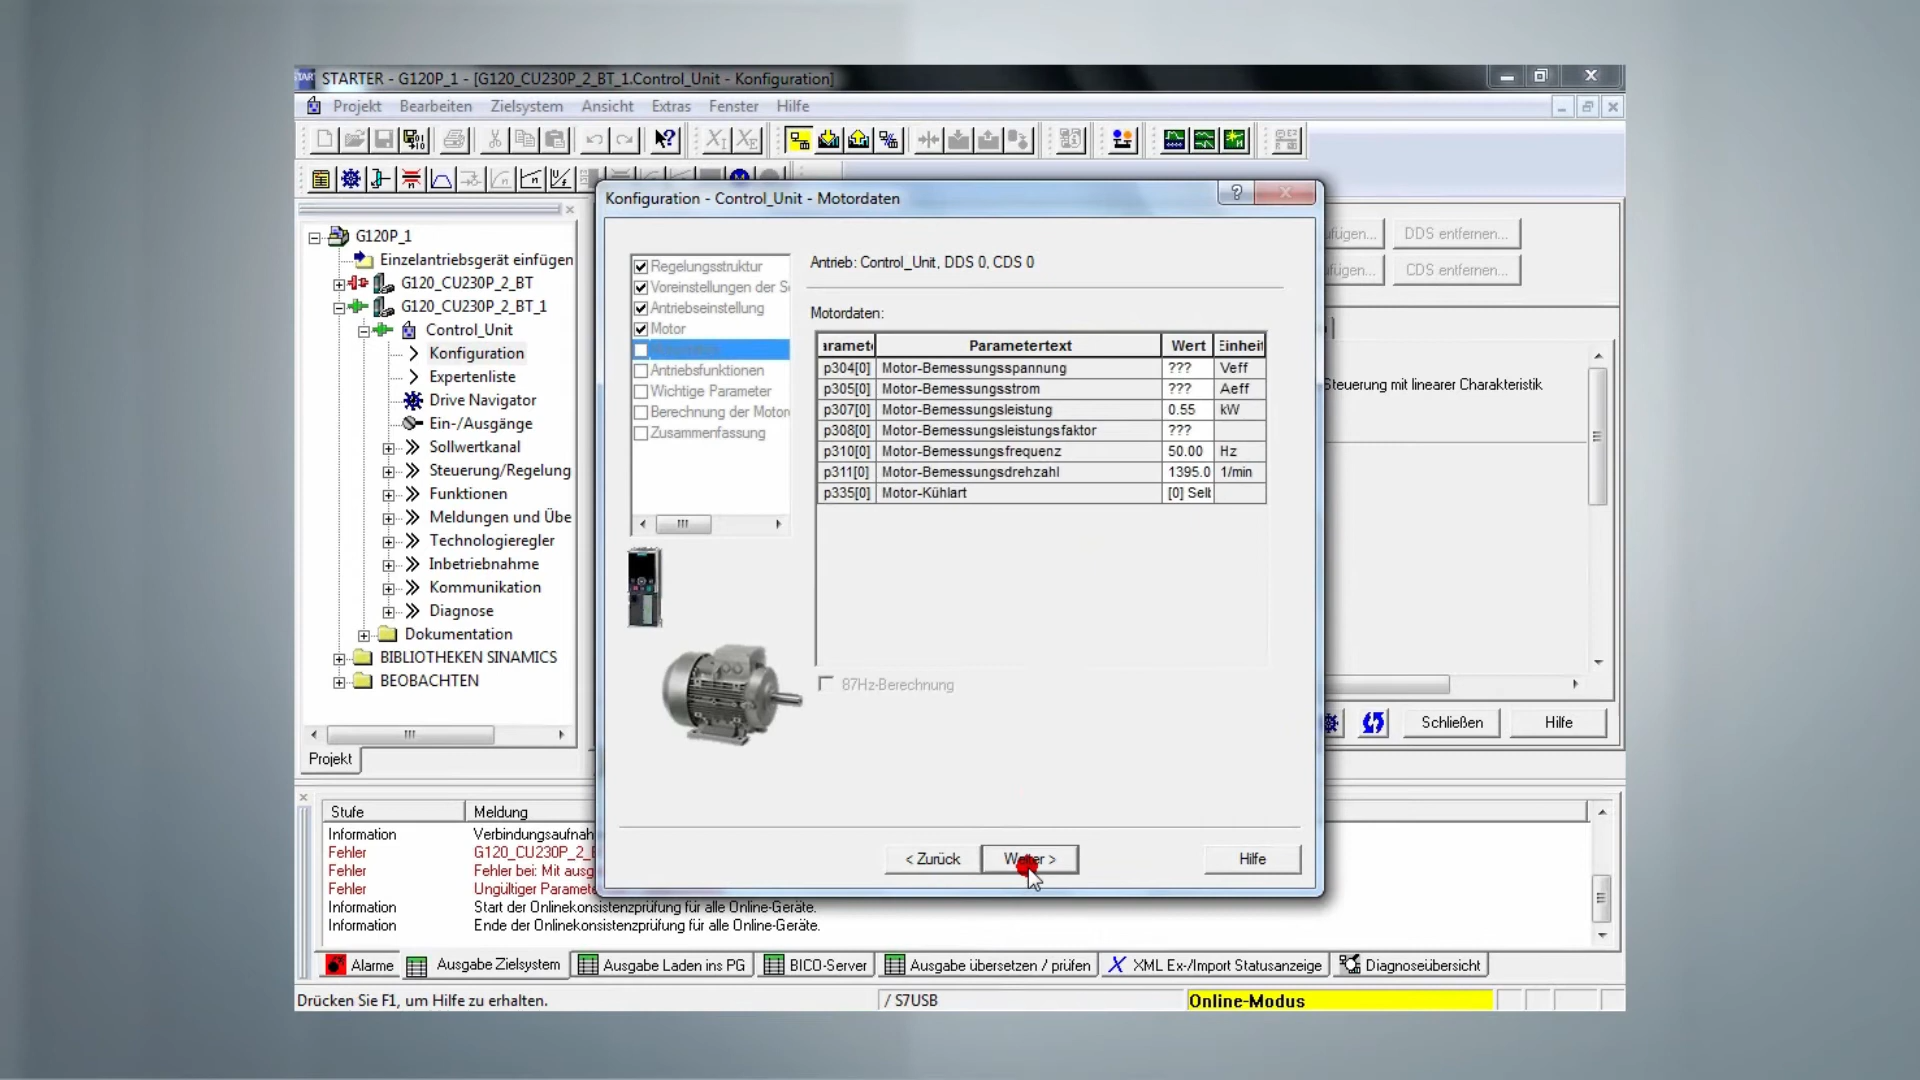 STARTER - G120P_1 - [G120_CU230P_2_BT_1.Control_Unit - Konfiguration]
Projekt Bearbeiten Zielsystem Ansicht Extras Fenster Hilfe
Konfiguration - Control_Unit - Motordaten
G120P_1
Einzelantriebsgerät einfügen
G120_CU230P_2_BT
G120_CU230P_2_BT_1
Control_Unit
Konfiguration
Expertenliste
Drive Navigator
Ein-/Ausgänge
Sollwertkanal
Steuerung/Regelung
Funktionen
Meldungen und Übe
Technologieregler
Inbetriebnahme
Kommunikation
Diagnose
Dokumentation
BIBLIOTHEKEN SINAMICS
BEOBACHTEN
Projekt
Regelungsstruktur
Voreinstellungen der S
Antriebseinstellung
Motor
Antriebsfunktionen
Wichtige Parameter
Berechnung der Motor
Zusammenfassung
Antrieb: Control_Unit, DDS 0, CDS 0
Motordaten:
Paramete Parametertext Wert Einheit
p304[0] Motor-Bemessungsspannung ??? Veff
p305[0] Motor-Bemessungsstrom ??? Aeff
p307[0] Motor-Bemessungsleistung 0.55 kW
p308[0] Motor-Bemessungsleistungsfaktor ???
p310[0] Motor-Bemessungsfrequenz 50.00 Hz
p311[0] Motor-Bemessungsdrehzahl 1395.0 1/min
p335[0] Motor-Kühlart [0] Selb
87Hz-Berechnung
< Zurück Weiter > Hilfe
ufügen... DDS entfernen...
ufügen... CDS entfernen...
Steuerung mit linearer Charakteristik
Schließen Hilfe
Stufe Meldung
Information Verbindungsaufnah
Fehler G120_CU230P_2_B
Fehler Fehler bei: Mit ausg
Fehler Ungültiger Paramete
Information Start der Onlinekonsistenzprüfung für alle Online-Geräte.
Information Ende der Onlinekonsistenzprüfung für alle Online-Geräte.
Alarme Ausgabe Zielsystem Ausgabe Laden ins PG BICO-Server Ausgabe übersetzen / prüfen XML Ex-/Import Statusanzeige Diagnoseübersicht
Drücken Sie F1, um Hilfe zu erhalten. / S7USB Online-Modus